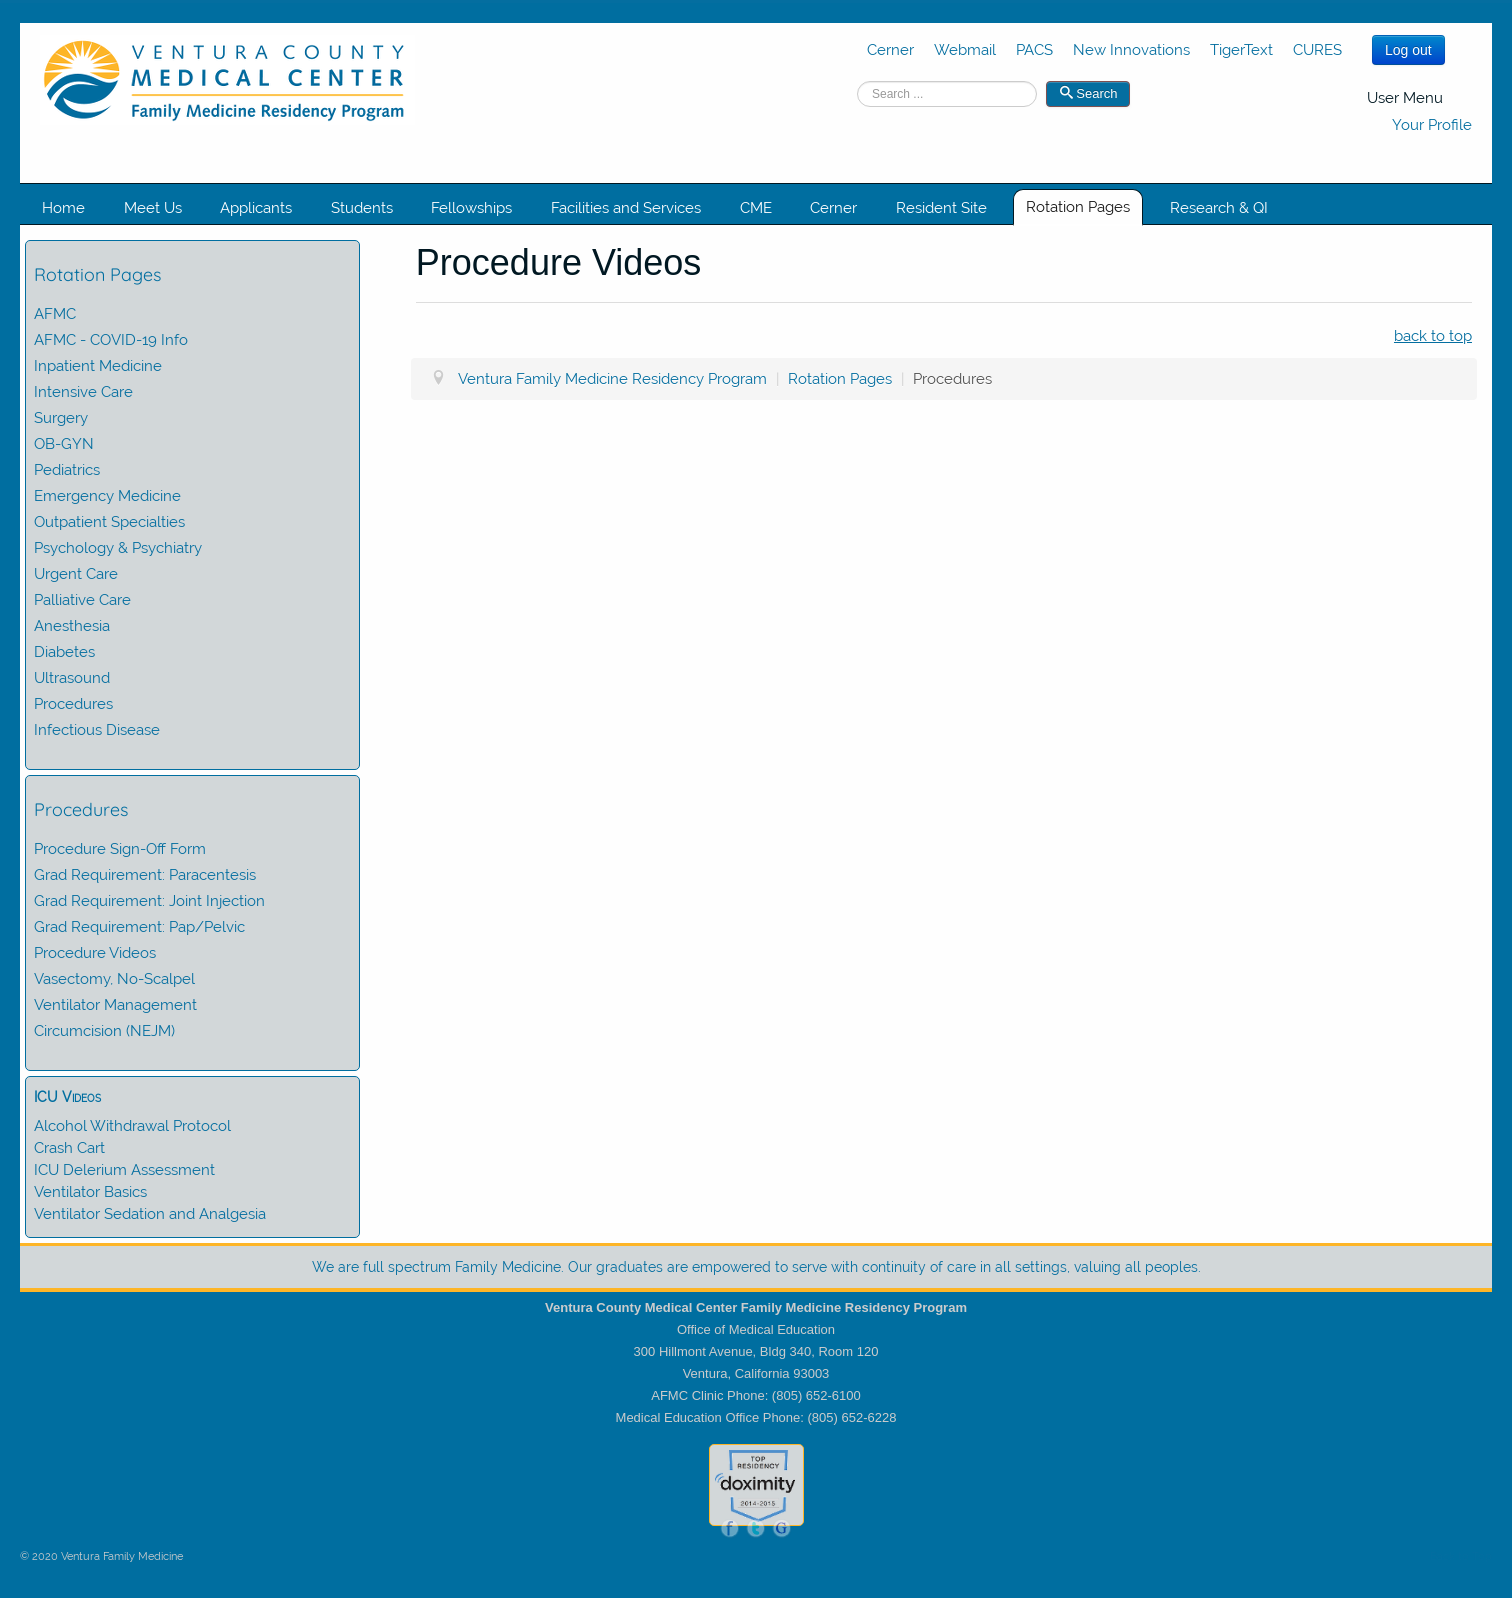 VENTURA COUNTY
MEDICAL CENTER
Family Medicine Residency Program
Cerner Webmail PACS New Innovations TigerText CURES Log out
Search ... Search
User Menu
Your Profile
Home Meet Us Applicants Students Fellowships Facilities and Services CME Cerner Resident Site Rotation Pages Research & QI
Rotation Pages
AFMC
AFMC - COVID-19 Info
Inpatient Medicine
Intensive Care
Surgery
OB-GYN
Pediatrics
Emergency Medicine
Outpatient Specialties
Psychology & Psychiatry
Urgent Care
Palliative Care
Anesthesia
Diabetes
Ultrasound
Procedures
Infectious Disease
Procedures
Procedure Sign-Off Form
Grad Requirement: Paracentesis
Grad Requirement: Joint Injection
Grad Requirement: Pap/Pelvic
Procedure Videos
Vasectomy, No-Scalpel
Ventilator Management
Circumcision (NEJM)
ICU Videos
Alcohol Withdrawal Protocol
Crash Cart
ICU Delerium Assessment
Ventilator Basics
Ventilator Sedation and Analgesia
Procedure Videos
back to top
Ventura Family Medicine Residency Program | Rotation Pages | Procedures
We are full spectrum Family Medicine. Our graduates are empowered to serve with continuity of care in all settings, valuing all peoples.
Ventura County Medical Center Family Medicine Residency Program
Office of Medical Education
300 Hillmont Avenue, Bldg 340, Room 120
Ventura, California 93003
AFMC Clinic Phone: (805) 652-6100
Medical Education Office Phone: (805) 652-6228
TOP
RESIDENCY
doximity
2014-2015
f t G
© 2020 Ventura Family Medicine